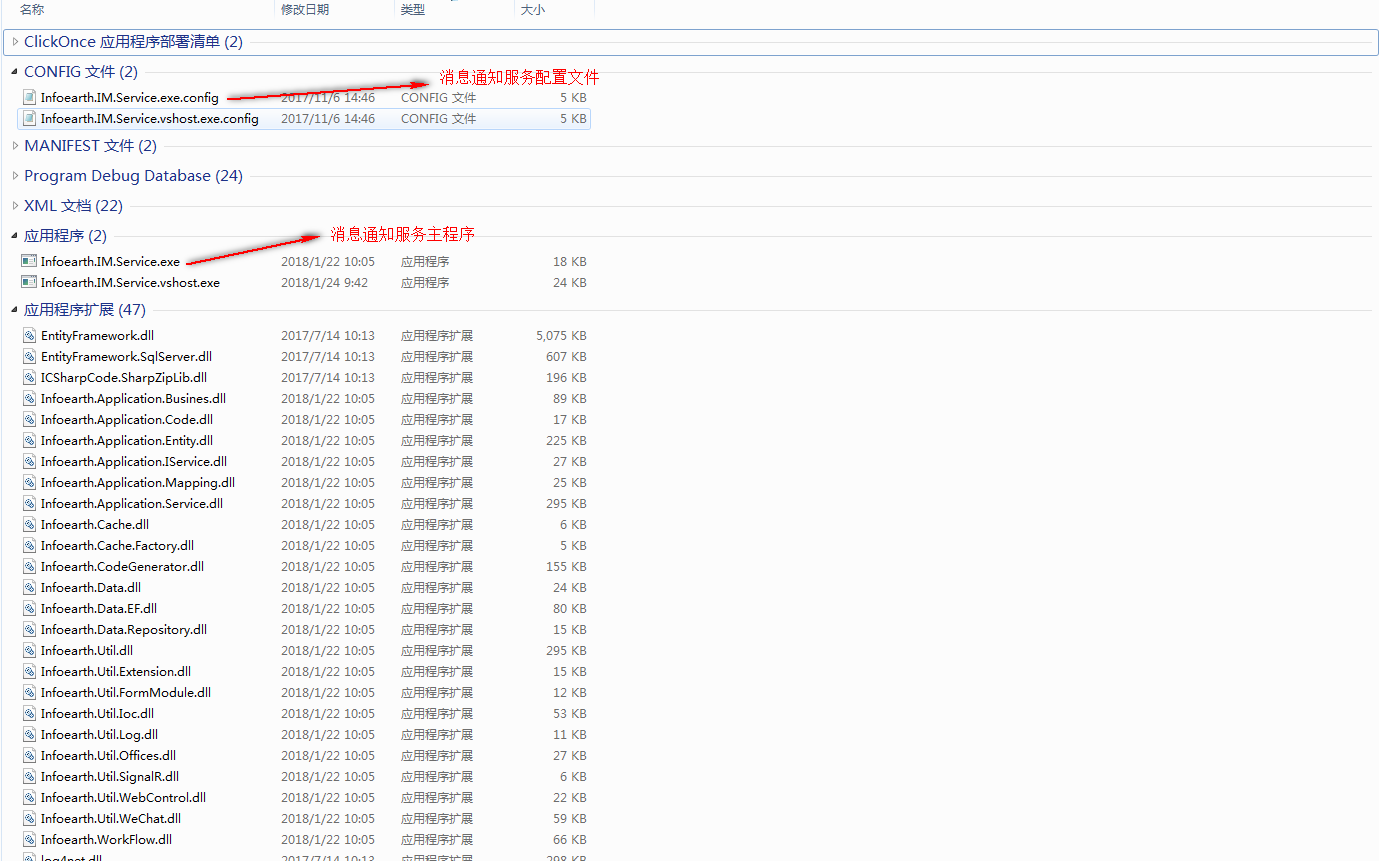 名称 修改日期 类型 大小
ClickOnce 应用程序部署清单 (2)
CONFIG 文件 (2)
消息通知服务配置文件
Infoearth.IM.Service.exe.config 2017/11/6 14:46 CONFIG 文件 5 KB
Infoearth.IM.Service.vshost.exe.config 2017/11/6 14:46 CONFIG 文件 5 KB
MANIFEST 文件 (2)
Program Debug Database (24)
XML 文档 (22)
应用程序 (2)
消息通知服务主程序
Infoearth.IM.Service.exe 2018/1/22 10:05 应用程序 18 KB
Infoearth.IM.Service.vshost.exe 2018/1/24 9:42 应用程序 24 KB
应用程序扩展 (47)
EntityFramework.dll 2017/7/14 10:13 应用程序扩展 5,075 KB
EntityFramework.SqlServer.dll 2017/7/14 10:13 应用程序扩展 607 KB
ICSharpCode.SharpZipLib.dll 2017/7/14 10:13 应用程序扩展 196 KB
Infoearth.Application.Busines.dll 2018/1/22 10:05 应用程序扩展 89 KB
Infoearth.Application.Code.dll 2018/1/22 10:05 应用程序扩展 17 KB
Infoearth.Application.Entity.dll 2018/1/22 10:05 应用程序扩展 225 KB
Infoearth.Application.IService.dll 2018/1/22 10:05 应用程序扩展 27 KB
Infoearth.Application.Mapping.dll 2018/1/22 10:05 应用程序扩展 25 KB
Infoearth.Application.Service.dll 2018/1/22 10:05 应用程序扩展 295 KB
Infoearth.Cache.dll 2018/1/22 10:05 应用程序扩展 6 KB
Infoearth.Cache.Factory.dll 2018/1/22 10:05 应用程序扩展 5 KB
Infoearth.CodeGenerator.dll 2018/1/22 10:05 应用程序扩展 155 KB
Infoearth.Data.dll 2018/1/22 10:05 应用程序扩展 24 KB
Infoearth.Data.EF.dll 2018/1/22 10:05 应用程序扩展 80 KB
Infoearth.Data.Repository.dll 2018/1/22 10:05 应用程序扩展 15 KB
Infoearth.Util.dll 2018/1/22 10:05 应用程序扩展 295 KB
Infoearth.Util.Extension.dll 2018/1/22 10:05 应用程序扩展 15 KB
Infoearth.Util.FormModule.dll 2018/1/22 10:05 应用程序扩展 12 KB
Infoearth.Util.Ioc.dll 2018/1/22 10:05 应用程序扩展 53 KB
Infoearth.Util.Log.dll 2018/1/22 10:05 应用程序扩展 11 KB
Infoearth.Util.Offices.dll 2018/1/22 10:05 应用程序扩展 27 KB
Infoearth.Util.SignalR.dll 2018/1/22 10:05 应用程序扩展 6 KB
Infoearth.Util.WebControl.dll 2018/1/22 10:05 应用程序扩展 22 KB
Infoearth.Util.WeChat.dll 2018/1/22 10:05 应用程序扩展 59 KB
Infoearth.WorkFlow.dll 2018/1/22 10:05 应用程序扩展 66 KB
log4net.dll 2017/7/14 10:13 应用程序扩展 298 KB